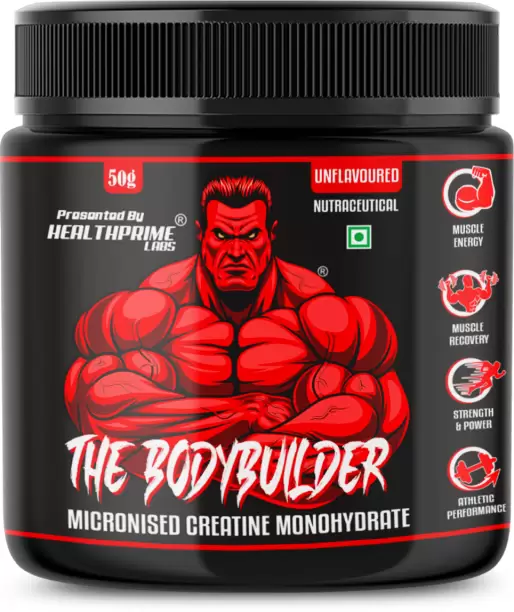 50g
Presented By
HEALTHPRIME®
LABS
UNFLAVOURED
NUTRACEUTICAL
®
THE BODYBUILDER
MICRONISED CREATINE MONOHYDRATE
MUSCLE
ENERGY
MUSCLE
RECOVERY
STRENGTH
& POWER
ATHLETIC
PERFORMANCE